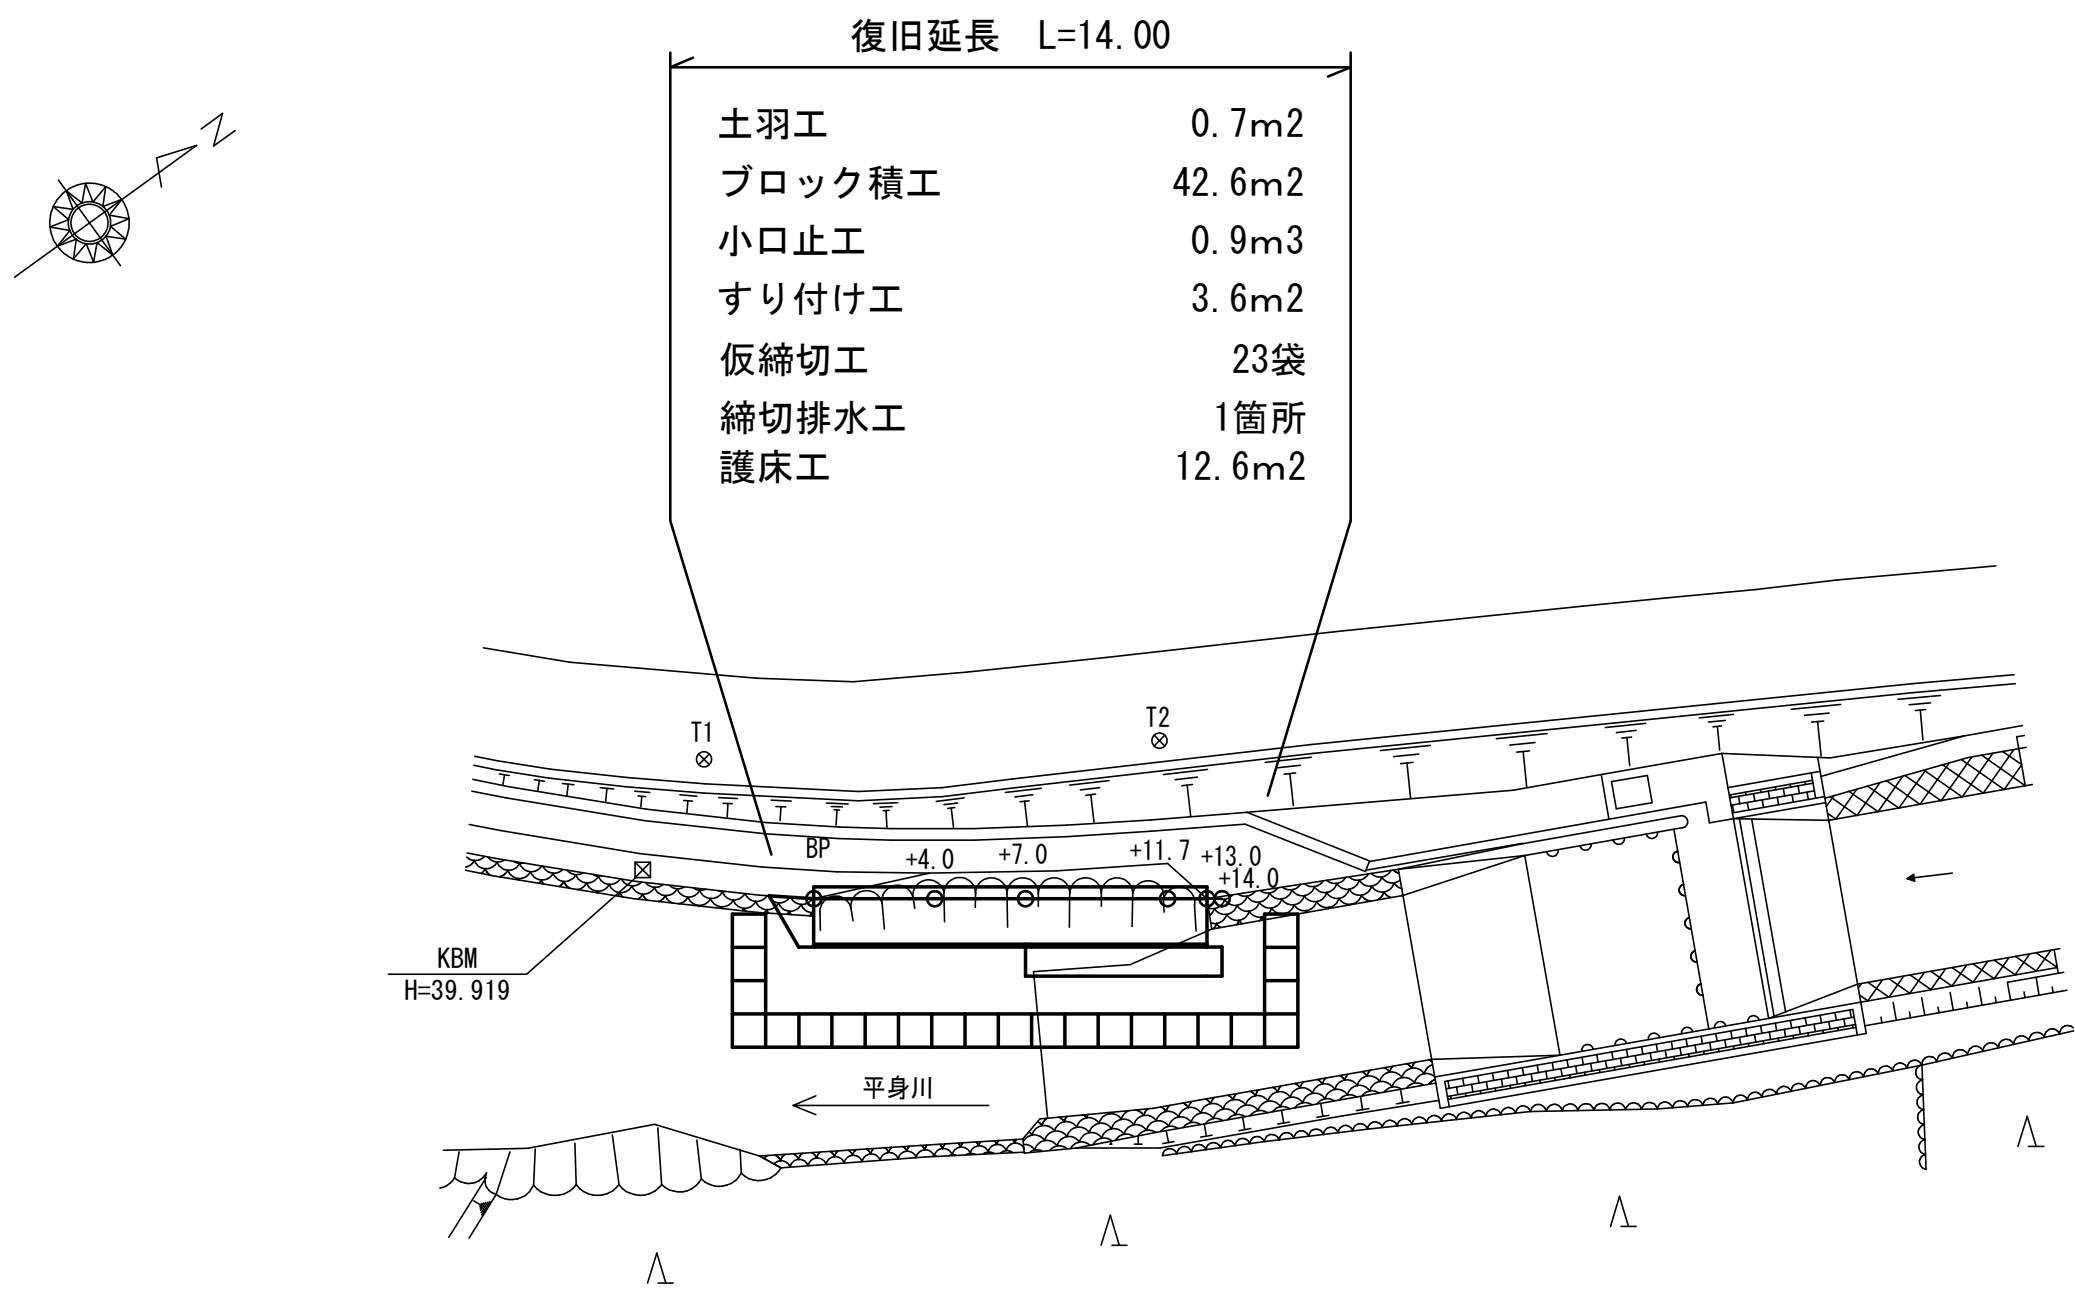 復旧延長 L=14.00
N
土羽工 0.7m2
ブロック積工 42.6m2
小口止工 0.9m3
すり付け工 3.6m2
仮締切工 23袋
締切排水工 1箇所
護床工 12.6m2
T1
T2
BP
+4.0
+7.0
+11.7
+13.0
+14.0
KBM
H=39.919
平身川